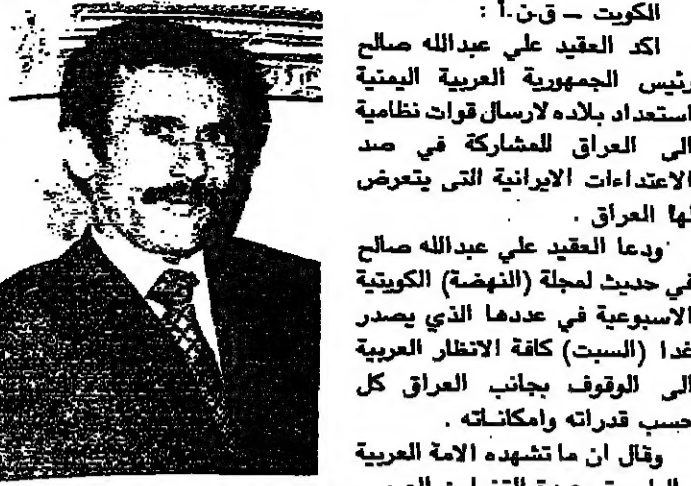 الكويت ــ ق.ن.أ :
اكد العقيد علي عبدالله صالح
رئيس الجمهورية العربية اليمنية
استعداد بلاده لارسال قوات نظامية
الى العراق للمشاركة في صد
الاعتداءات الايرانية التى يتعرض
لها العراق .
ودعا العقيد علي عبدالله صالح
في حديث لمجلة (النهضة) الكويتية
الاسبوعية في عددها الذي يصدر
غدا (السبت) كافة الانظار العربية
الى الوقوف بجانب العراق كل
حسب قدراته وامكانـاته .
وقال ان ما تشهده الامة العربية